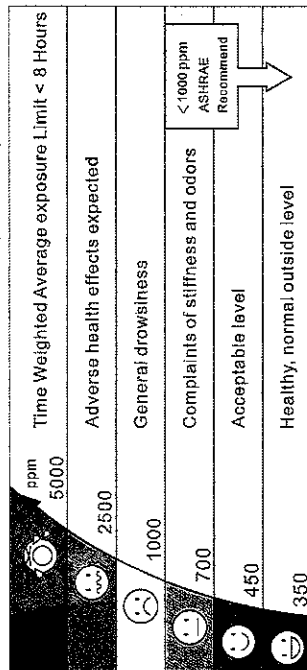 ppm
5000 Time Weighted Average exposure Limit < 8 Hours
2500 Adverse health effects expected
1000 General drowsiness
700 Complaints of stiffness and odors
450 Acceptable level
350 Healthy, normal outside level
<1000 ppm
ASHRAE
Recommend